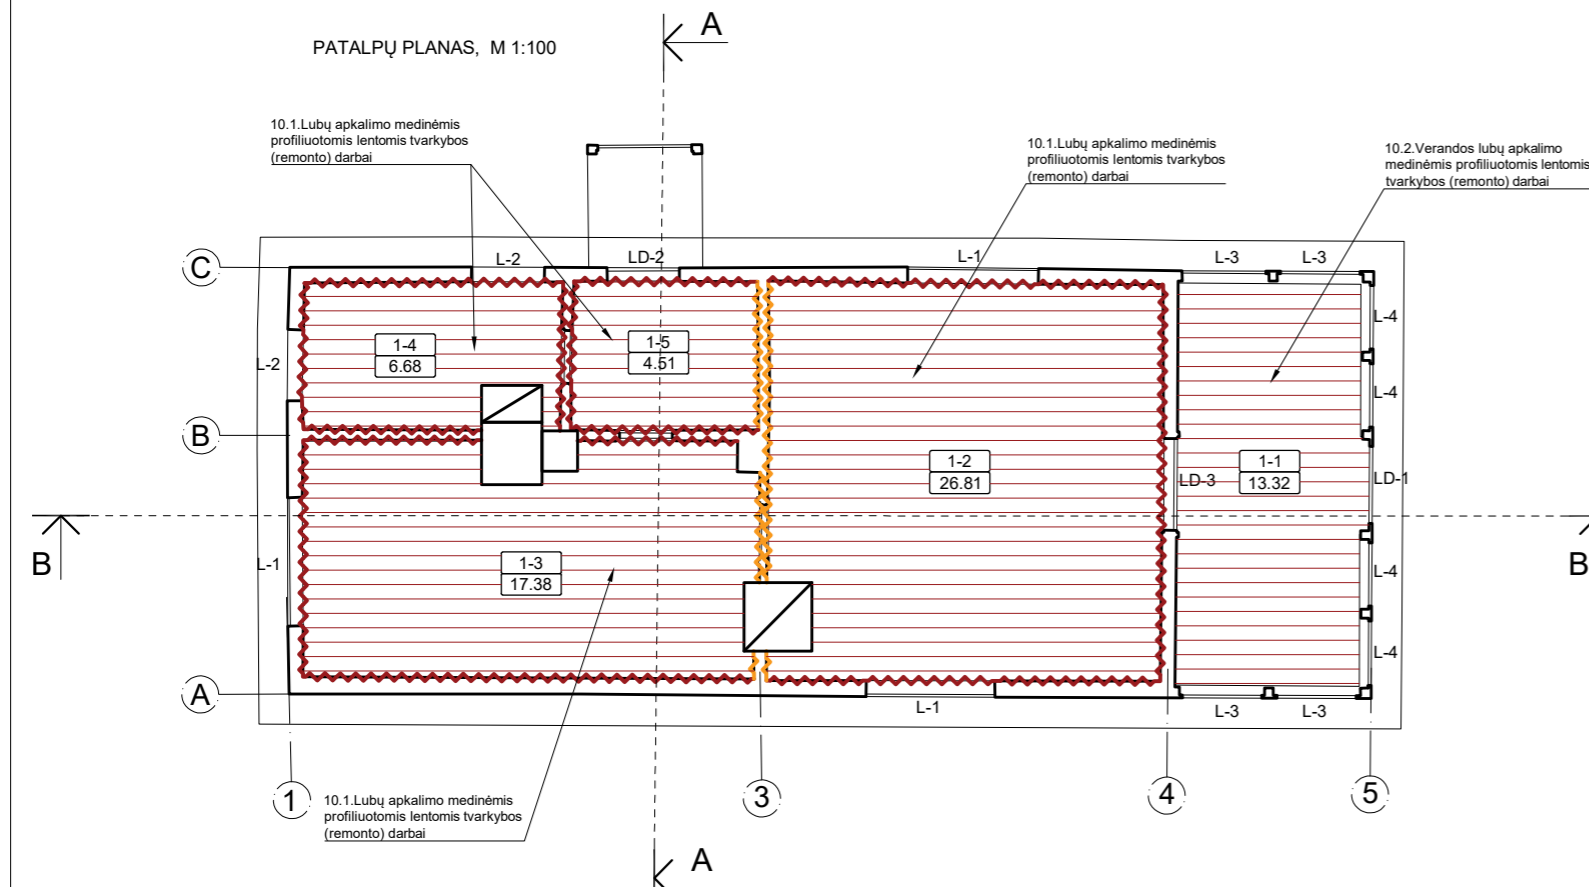 A
PATALPŲ PLANAS, M 1:100
10.1.Lubų apkalimo medinėmis
profiliuotomis lentomis tvarkybos
(remonto) darbai
10.1.Lubų apkalimo medinėmis
profiliuotomis lentomis tvarkybos
(remonto) darbai
10.2.Verandos lubų apkalimo
medinėmis profiliuotomis lentomis
tvarkybos (remonto) darbai
C
L-2
LD-2
L-1
L-3
L-3
L-4
1-4
6.68
1-5
4.51
L-2
L-4
B
1-2
26.81
LD-3
1-1
13.32
LD-1
B
L-1
1-3
17.38
L-4
B
L-4
A
L-1
L-3
L-3
1
3
4
5
10.1.Lubų apkalimo medinėmis
profiliuotomis lentomis tvarkybos
(remonto) darbai
A